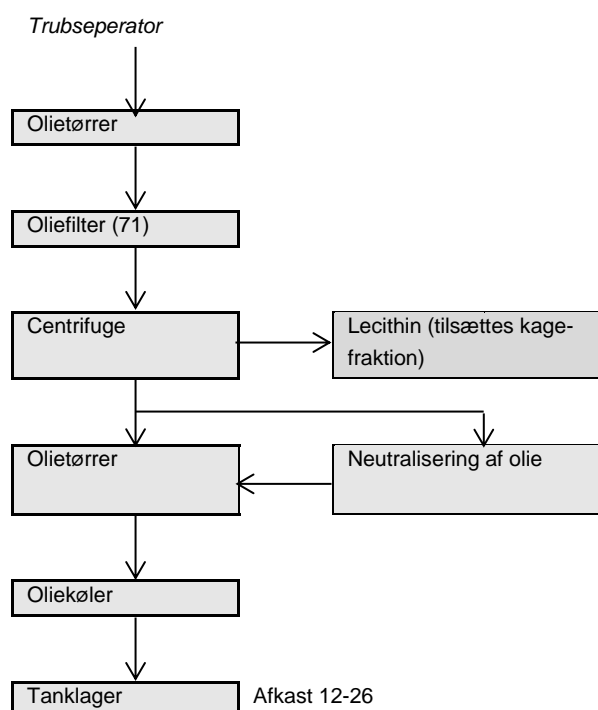 Trubseperator
Olietørrer
Oliefilter (71)
Centrifuge
Lecithin (tilsættes kage-
fraktion)
Olietørrer
Neutralisering af olie
Oliekøler
Tanklager
Afkast 12-26